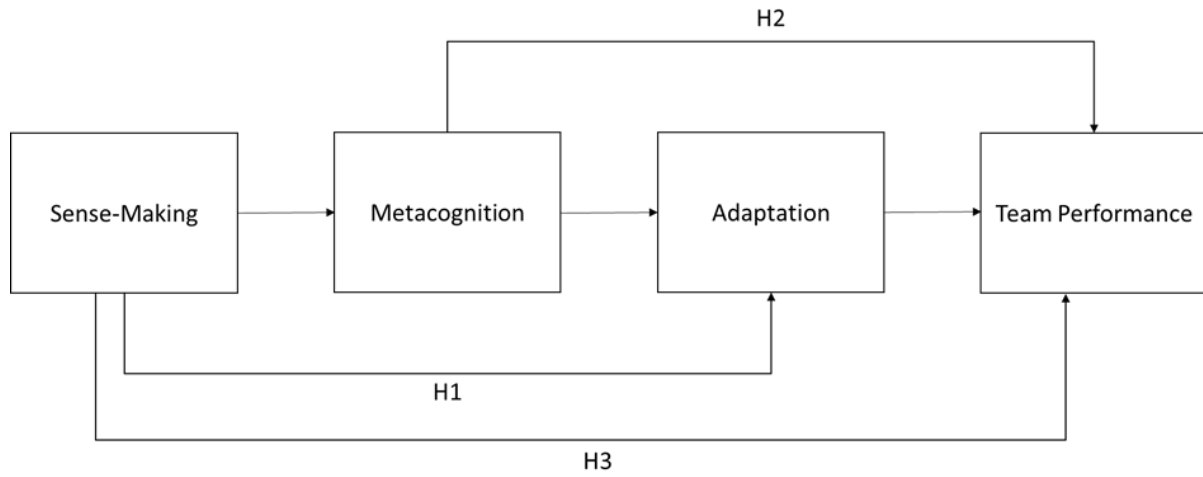 H2
Sense-Making
Metacognition
Adaptation
Team Performance
H1
H3